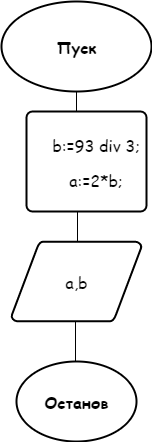 Пуск
b:=93 div 3;
a:=2*b;
a,b
Останов